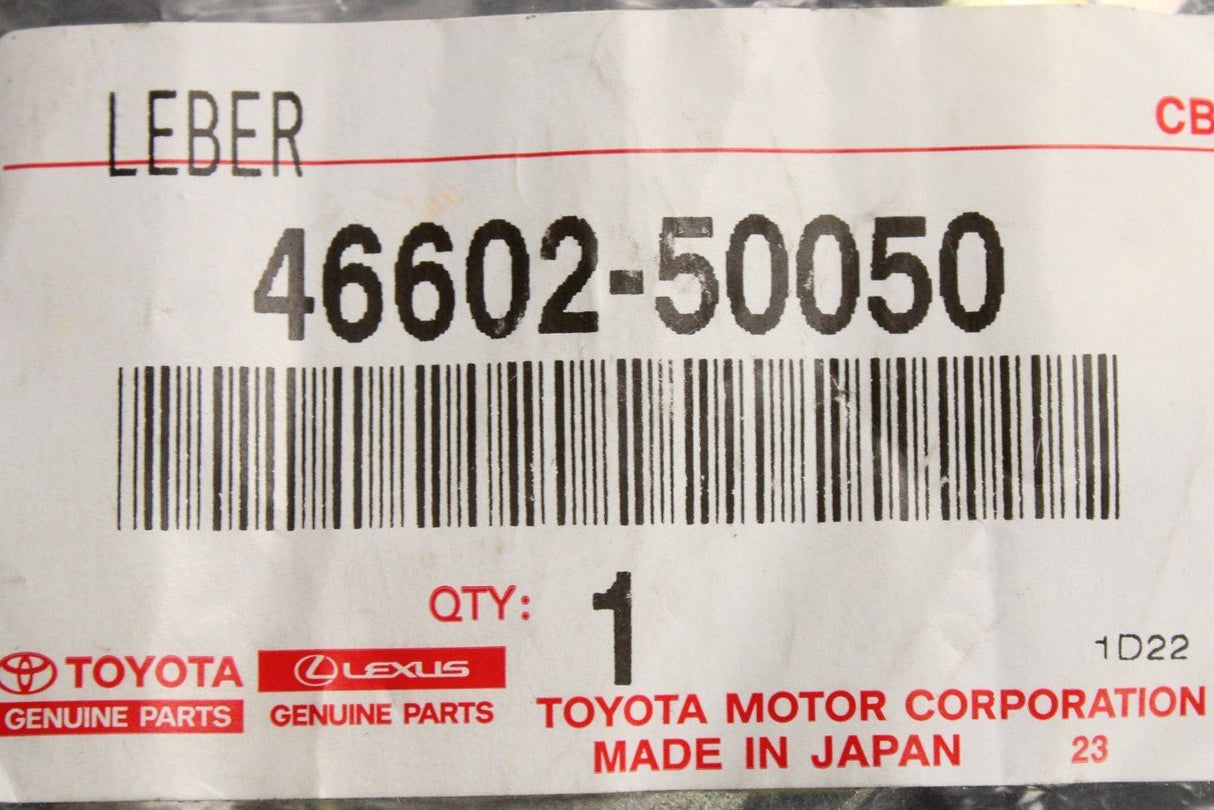 LEBER
CB
46602-50050
QTY: 1
1D22
TOYOTA
GENUINE PARTS
LEXUS
GENUINE PARTS
TOYOTA MOTOR CORPORATION
MADE IN JAPAN 23